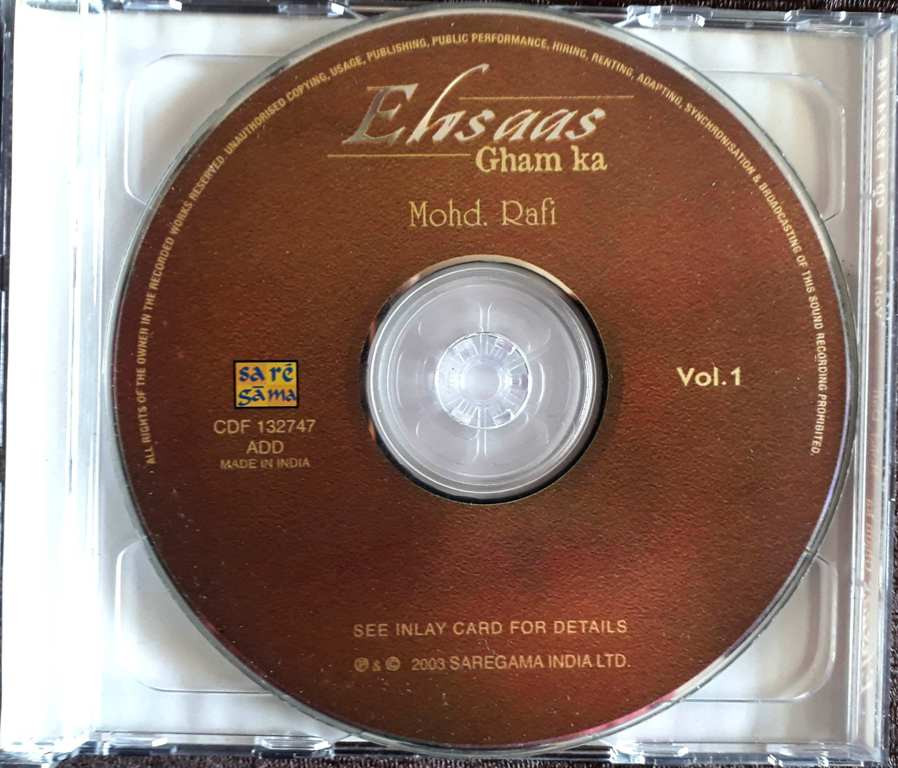 ALL RIGHTS OF THE OWNER IN THE RECORDED WORKS RESERVED. UNAUTHORISED COPYING, USAGE, PUBLISHING, PUBLIC PERFORMANCE, HIRING, RENTING, ADAPTING, SYNCHRONISATION & BROADCASTING OF THIS SOUND RECORDING PROHIBITED.
Ehsaas
Gham ka
Mohd. Rafi
sa rē
gāma
Vol.1
CDF 132747
ADD
MADE IN INDIA
SEE INLAY CARD FOR DETAILS
℗ & © 2003 SAREGAMA INDIA LTD.